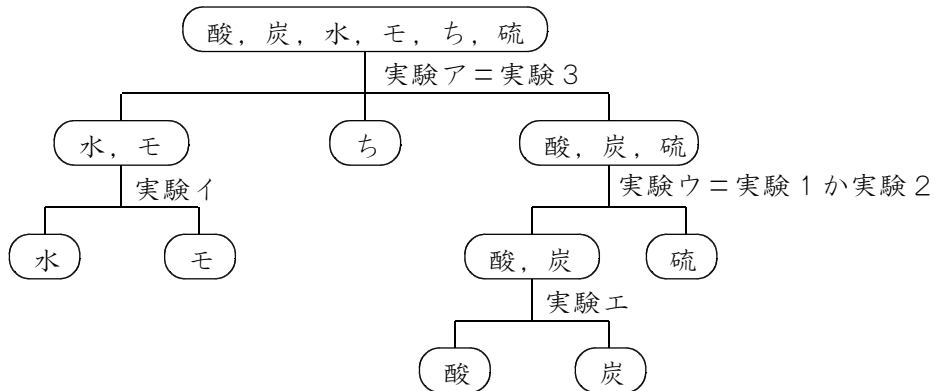 酸，炭，水，モ，ち，硫
実験ア＝実験３
水，モ
ち
酸，炭，硫
実験イ
実験ウ＝実験１か実験２
水
モ
酸，炭
硫
実験エ
酸
炭